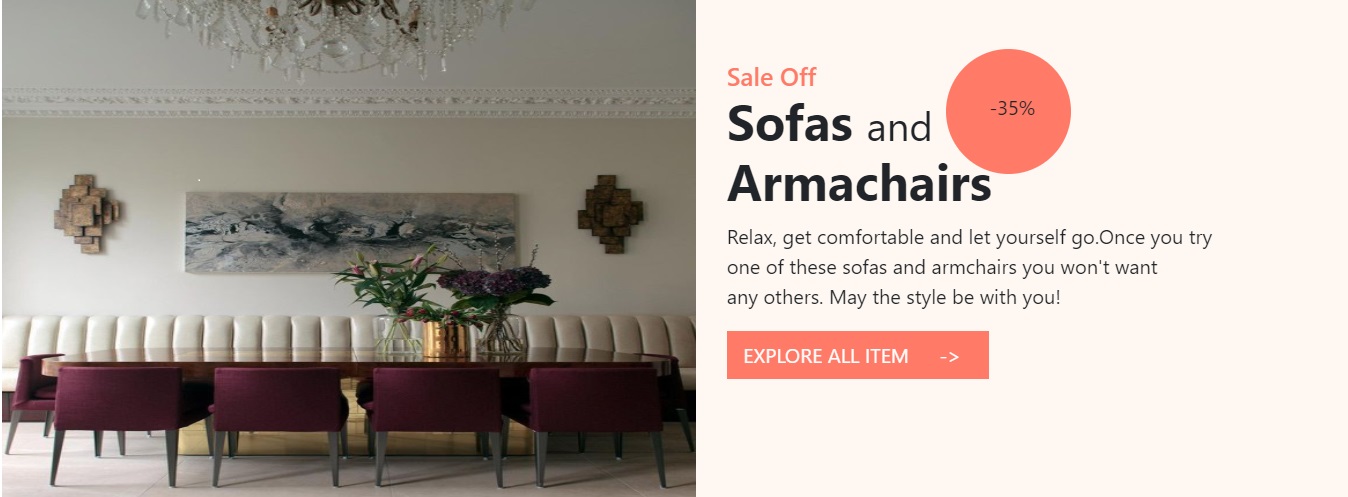 Sale Off
Sofas and
-35%
Armachairs
Relax, get comfortable and let yourself go.Once you try
one of these sofas and armchairs you won't want
any others. May the style be with you!
EXPLORE ALL ITEM ->